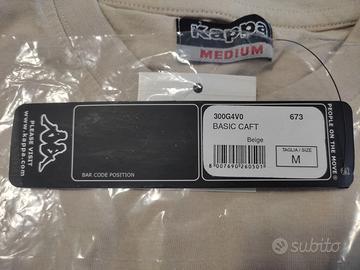 Kappa
MEDIUM
PLEASE VISIT
www.kappa.com
BAR CODE POSITION
300G4V0 673
BASIC CAFT
Beige
8 007690 260501
TAGLIA / SIZE
M
PEOPLE ON THE MOVE®
subito